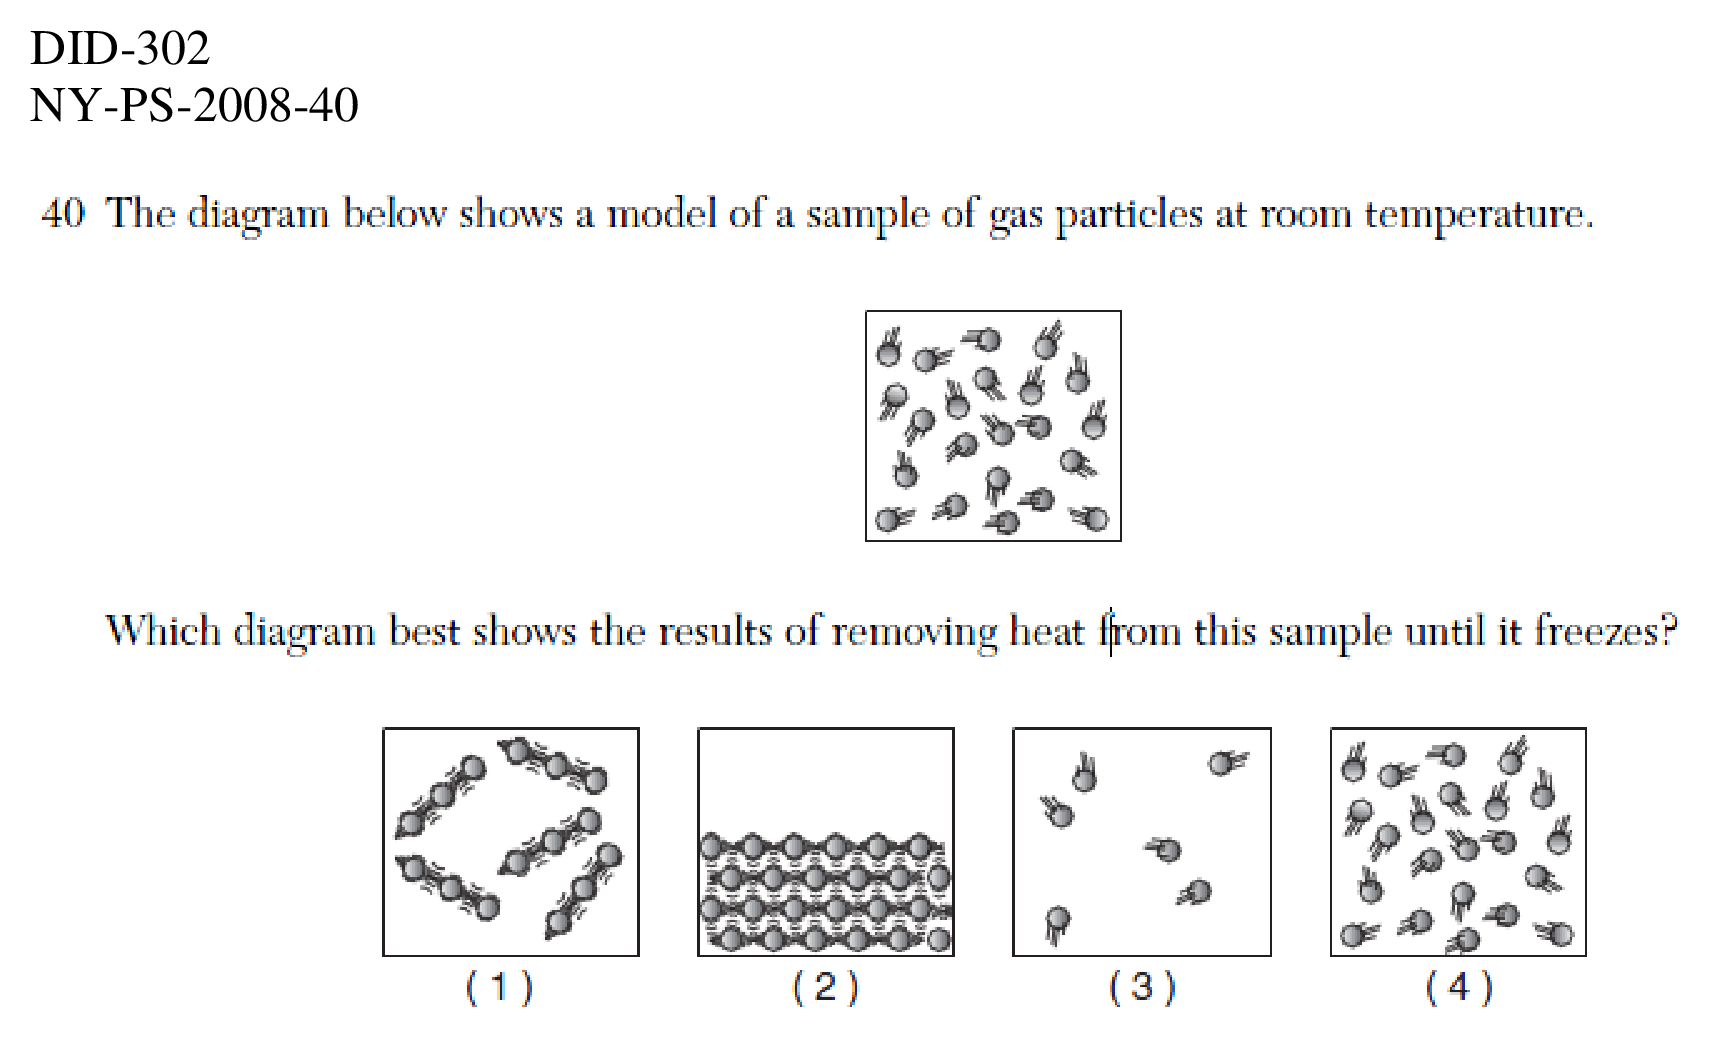 DID-302
NY-PS-2008-40
40 The diagram below shows a model of a sample of gas particles at room temperature.
Which diagram best shows the results of removing heat from this sample until it freezes?
( 1 ) ( 2 ) ( 3 ) ( 4 )